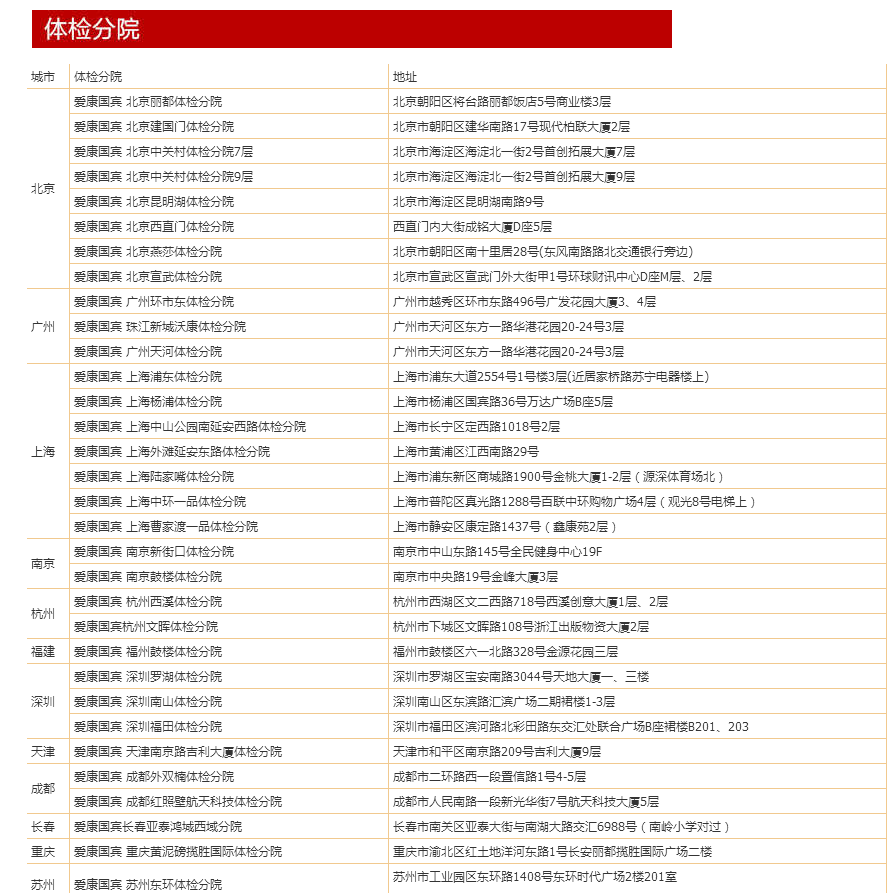 体检分院
城市 体检分院 地址
北京
爱康国宾 北京丽都体检分院 北京朝阳区将台路丽都饭店5号商业楼3层
爱康国宾 北京建国门体检分院 北京市朝阳区建华南路17号现代柏联大厦2层
爱康国宾 北京中关村体检分院7层 北京市海淀区海淀北一街2号首创拓展大厦7层
爱康国宾 北京中关村体检分院9层 北京市海淀区海淀北一街2号首创拓展大厦9层
爱康国宾 北京昆明湖体检分院 北京市海淀区昆明湖南路9号
爱康国宾 北京西直门体检分院 西直门内大街成铭大厦D座5层
爱康国宾 北京燕莎体检分院 北京市朝阳区南十里居28号(东风南路路北交通银行旁边)
爱康国宾 北京宣武体检分院 北京市宣武区宣武门外大街甲1号环球财讯中心D座M层、2层
广州
爱康国宾 广州环市东体检分院 广州市越秀区环市东路496号广发花园大厦3、4层
爱康国宾 珠江新城沃康体检分院 广州市天河区东方一路华港花园20-24号3层
爱康国宾 广州天河体检分院 广州市天河区东方一路华港花园20-24号3层
上海
爱康国宾 上海浦东体检分院 上海市浦东大道2554号1号楼3层(近居家桥路苏宁电器楼上)
爱康国宾 上海杨浦体检分院 上海市杨浦区国宾路36号万达广场B座5层
爱康国宾 上海中山公园南延安西路体检分院 上海市长宁区定西路1018号2层
爱康国宾 上海外滩延安东路体检分院 上海市黄浦区江西南路29号
爱康国宾 上海陆家嘴体检分院 上海市浦东新区商城路1900号金桃大厦1-2层（源深体育场北）
爱康国宾 上海中环一品体检分院 上海市普陀区真光路1288号百联中环购物广场4层（观光8号电梯上）
爱康国宾 上海曹家渡一品体检分院 上海市静安区康定路1437号（鑫康苑2层）
南京
爱康国宾 南京新街口体检分院 南京市中山东路145号全民健身中心19F
爱康国宾 南京鼓楼体检分院 南京市中央路19号金峰大厦3层
杭州
爱康国宾 杭州西溪体检分院 杭州市西湖区文二西路718号西溪创意大厦1层、2层
爱康国宾杭州文晖体检分院 杭州市下城区文晖路108号浙江出版物资大厦2层
福建 爱康国宾 福州鼓楼体检分院 福州市鼓楼区六一北路328号金源花园三层
深圳
爱康国宾 深圳罗湖体检分院 深圳市罗湖区宝安南路3044号天地大厦一、三楼
爱康国宾 深圳南山体检分院 深圳南山区东滨路汇滨广场二期裙楼1-3层
爱康国宾 深圳福田体检分院 深圳市福田区滨河路北彩田路东交汇处联合广场B座裙楼B201、203
天津 爱康国宾 天津南京路吉利大厦体检分院 天津市和平区南京路209号吉利大厦9层
成都
爱康国宾 成都外双楠体检分院 成都市二环路西一段置信路1号4-5层
爱康国宾 成都红照壁航天科技体检分院 成都市人民南路一段新光华街7号航天科技大厦5层
长春 爱康国宾长春亚泰鸿城西域分院 长春市南关区亚泰大街与南湖大路交汇6988号（南岭小学对过）
重庆 爱康国宾 重庆黄泥磅揽胜国际体检分院 重庆市渝北区红土地洋河东路1号长安丽都揽胜国际广场二楼
苏州 爱康国宾 苏州东环体检分院 苏州市工业园区东环路1408号东环时代广场2楼201室